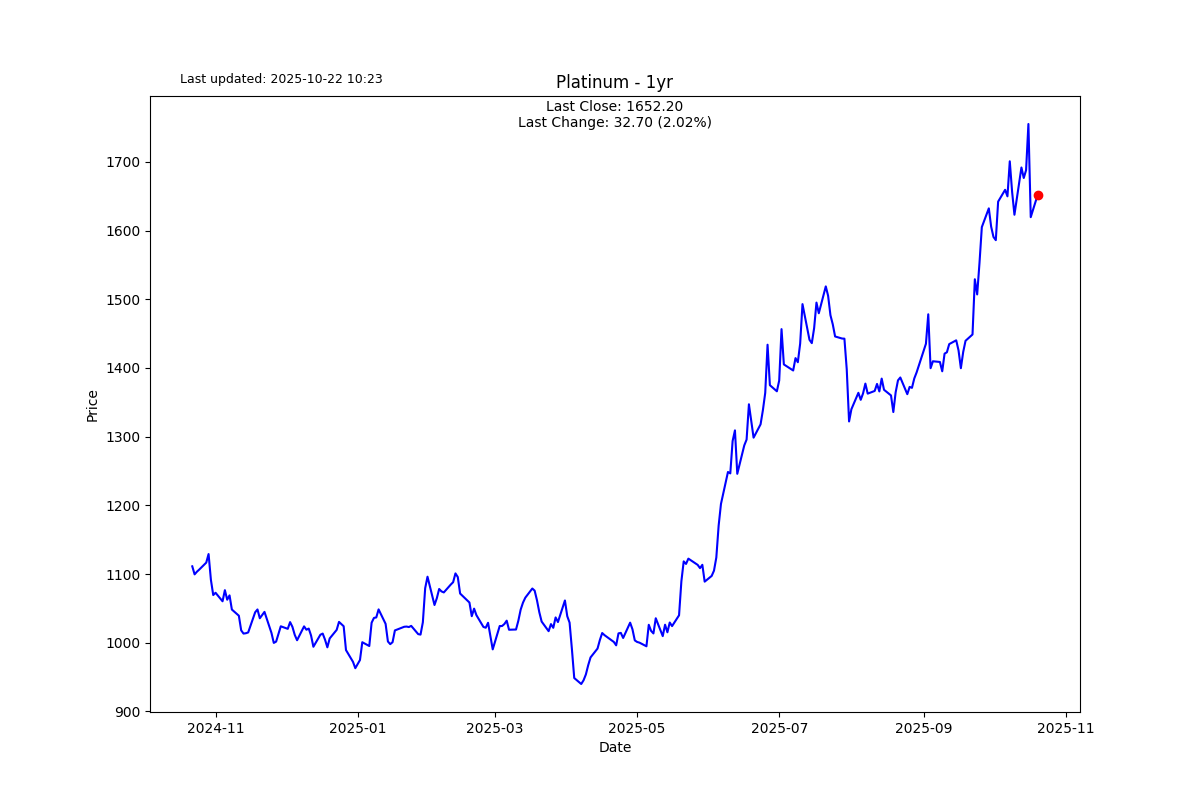 Last updated: 2025-10-22 10:23
Platinum - 1yr
Last Close: 1652.20
Last Change: 32.70 (2.02%)
Price
1700
1600
1500
1400
1300
1200
1100
1000
900
2024-11 2025-01 2025-03 2025-05 2025-07 2025-09 2025-11
Date